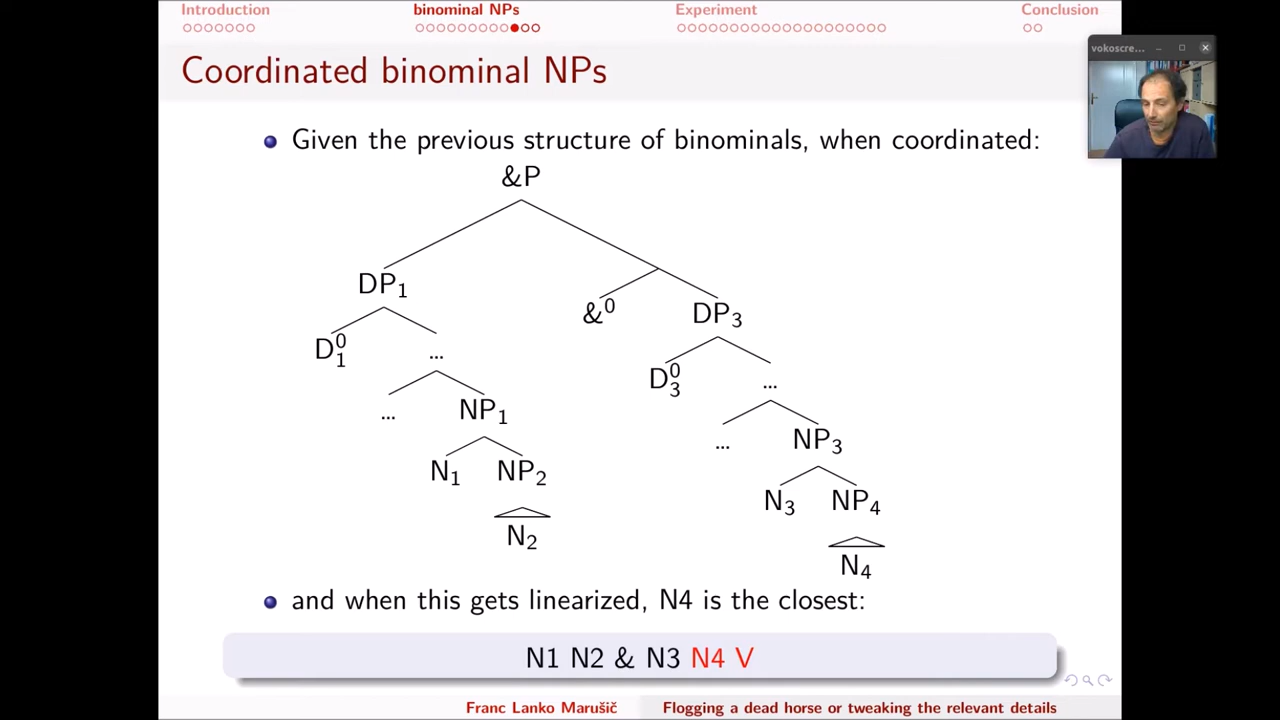 Introduction binominal NPs Experiment Conclusion
vokoscre...
Coordinated binominal NPs
Given the previous structure of binominals, when coordinated:
&P
DP₁
&⁰ DP₃
D⁰₁ ...
D⁰₃ ...
... NP₁
... NP₃
N₁ NP₂
N₃ NP₄
N₂
N₄
and when this gets linearized, N4 is the closest:
N1 N2 & N3 N4 V
Franc Lanko Marušič Flogging a dead horse or tweaking the relevant details